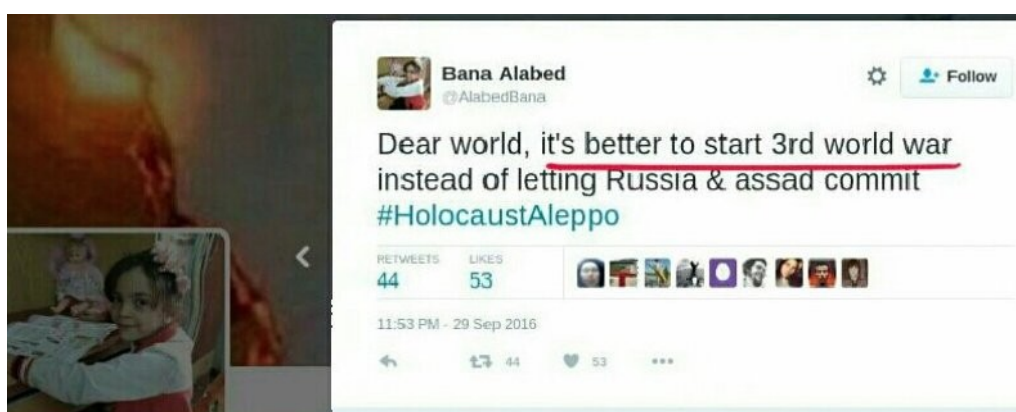 Bana Alabed
@AlabedBana
Follow
Dear world, it's better to start 3rd world war
instead of letting Russia & assad commit
#HolocaustAleppo
RETWEETS LIKES
44 53
11:53 PM - 29 Sep 2016
44 53